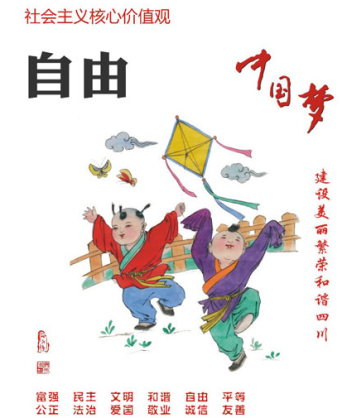 社会主义核心价值观
自由
中国梦
建设美丽繁荣和谐四川
富强 民主 文明 和谐 自由 平等
公正 法治 爱国 敬业 诚信 友善